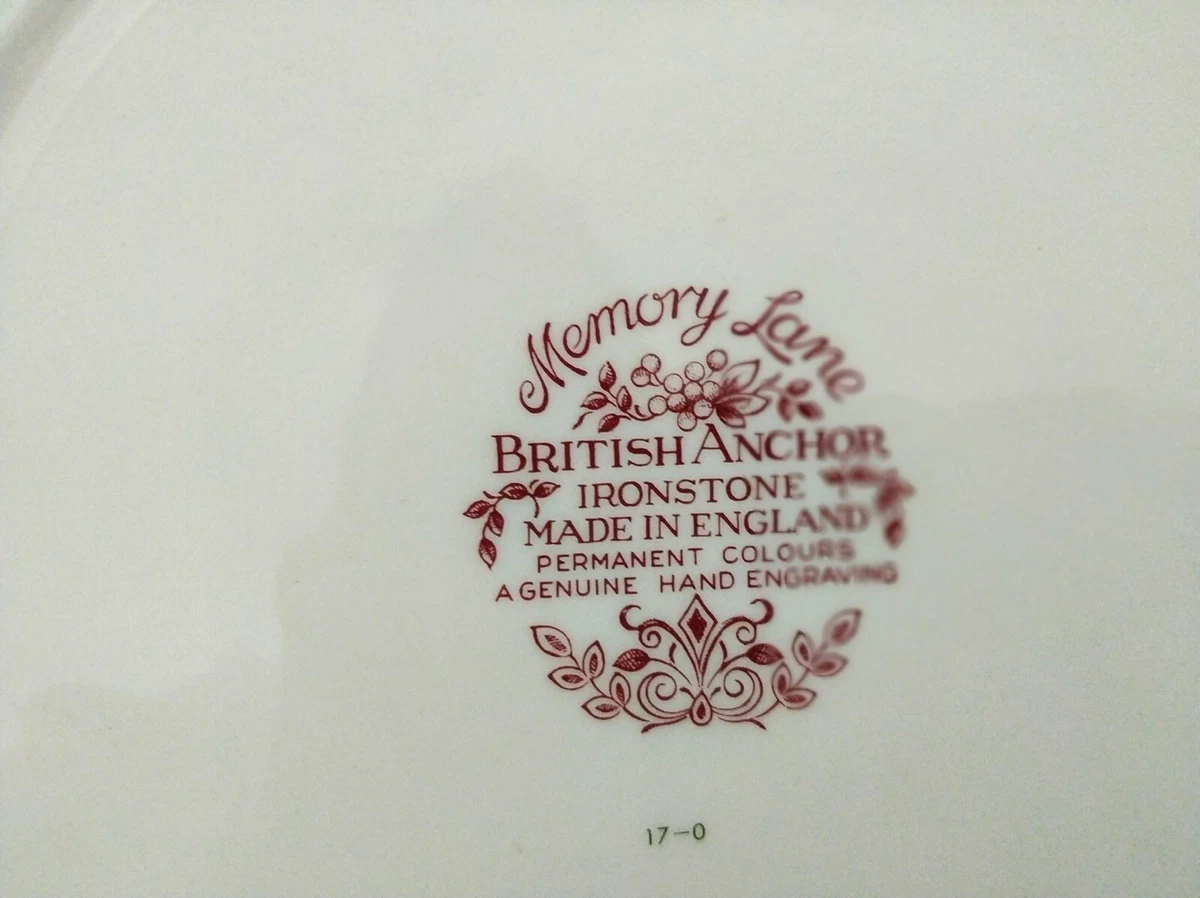 Memory Lane
BRITISH ANCHOR
IRONSTONE
MADE IN ENGLAND
PERMANENT COLOURS
A GENUINE HAND ENGRAVING
17-0